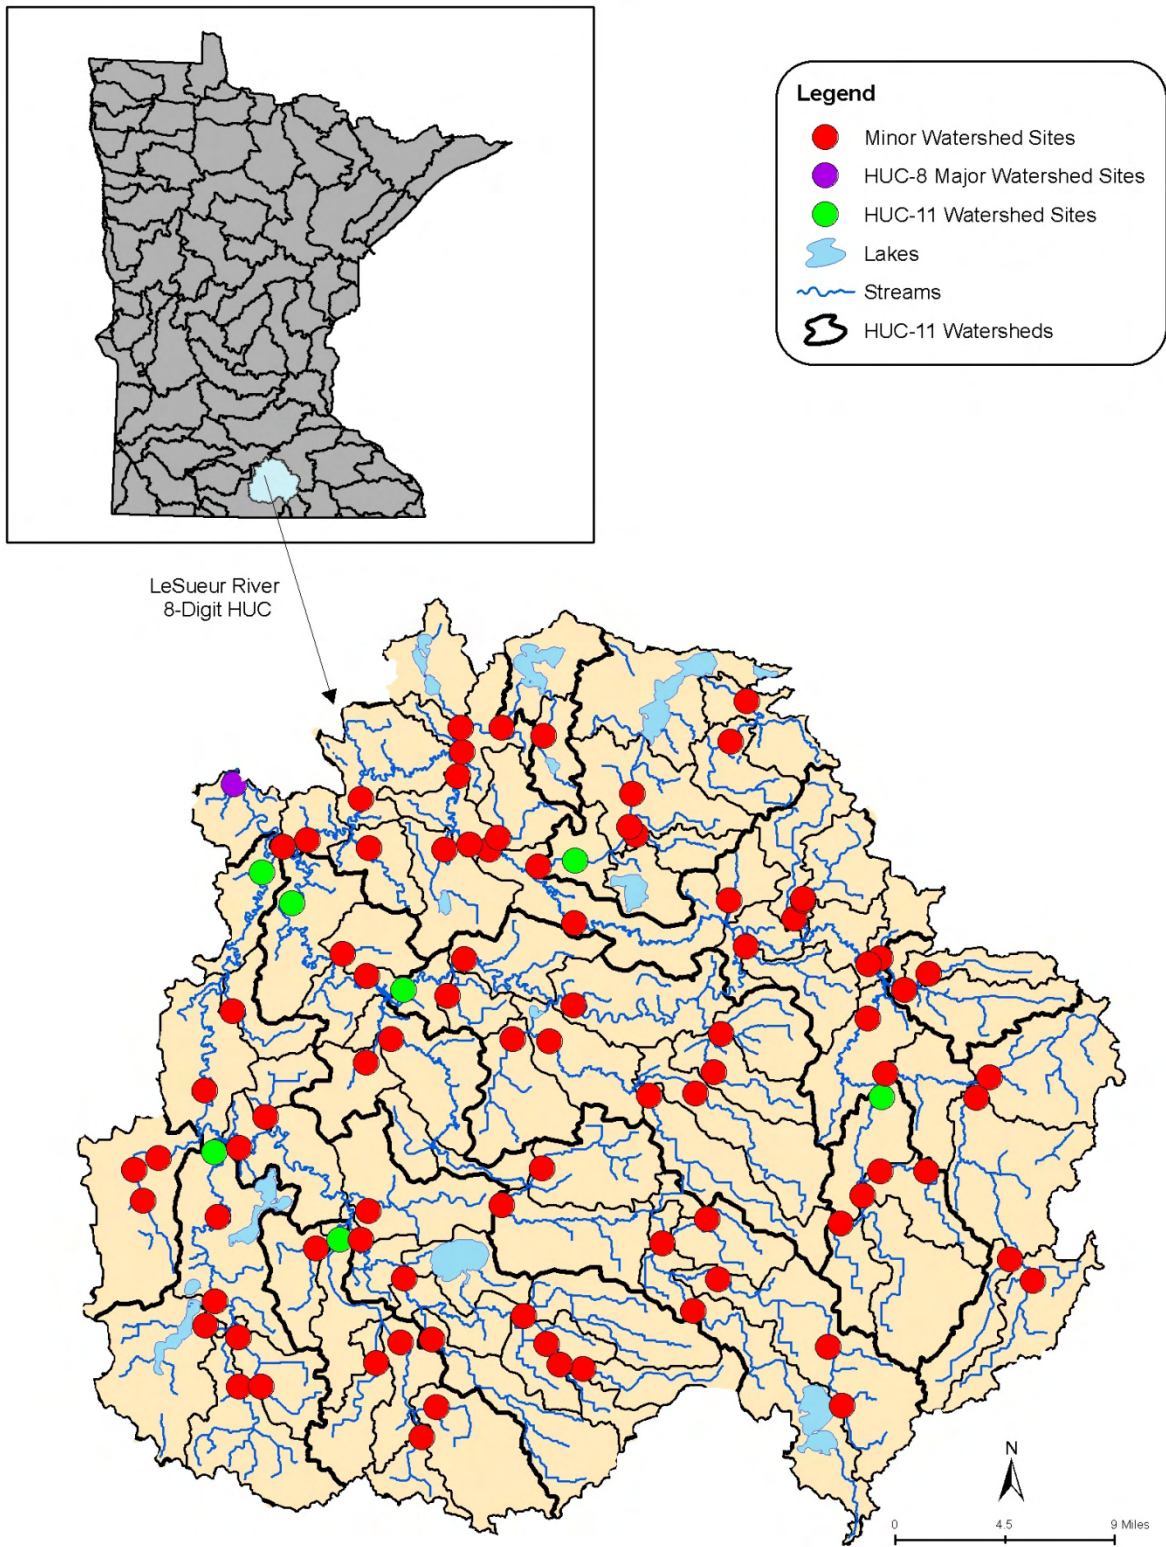 Legend
Minor Watershed Sites
HUC-8 Major Watershed Sites
HUC-11 Watershed Sites
Lakes
Streams
HUC-11 Watersheds
LeSueur River
8-Digit HUC
N
0 4.5 9 Miles